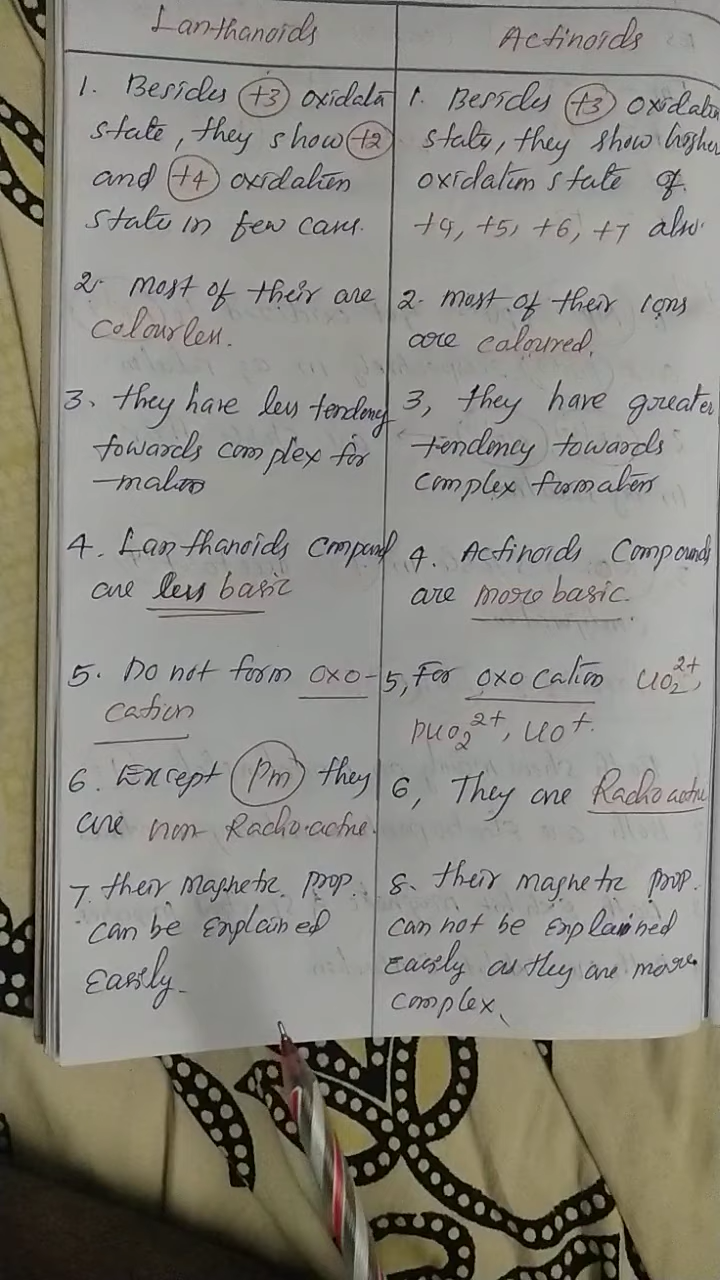 Lanthanoids
1. Besides +3 oxidatn
state, they show +2
and +4 oxidation
state in few cases.
2. most of their are
colourless.
3. they have less tendency
towards complex for
-mation
4. Lanthanoids Compound
are less basic
5. Do not form oxo-
cation
6. Except Pm they
are non Radioactive.
7. their magnetic prop.
can be explained
Easily.
Actinoids
1. Besides +3 oxidation
state, they show higher
oxidation state of
+4, +5, +6, +7 also.
2. most of their ions
are coloured.
3, they have greater
tendency towards
complex formation
4. Actinoids Compounds
are more basic.
5, For oxo cation UO₂²⁺,
PUO₂²⁺, UO⁺.
6, They are Radioactive
8. their magnetic prop.
can not be explained
Easily as they are more
complex.